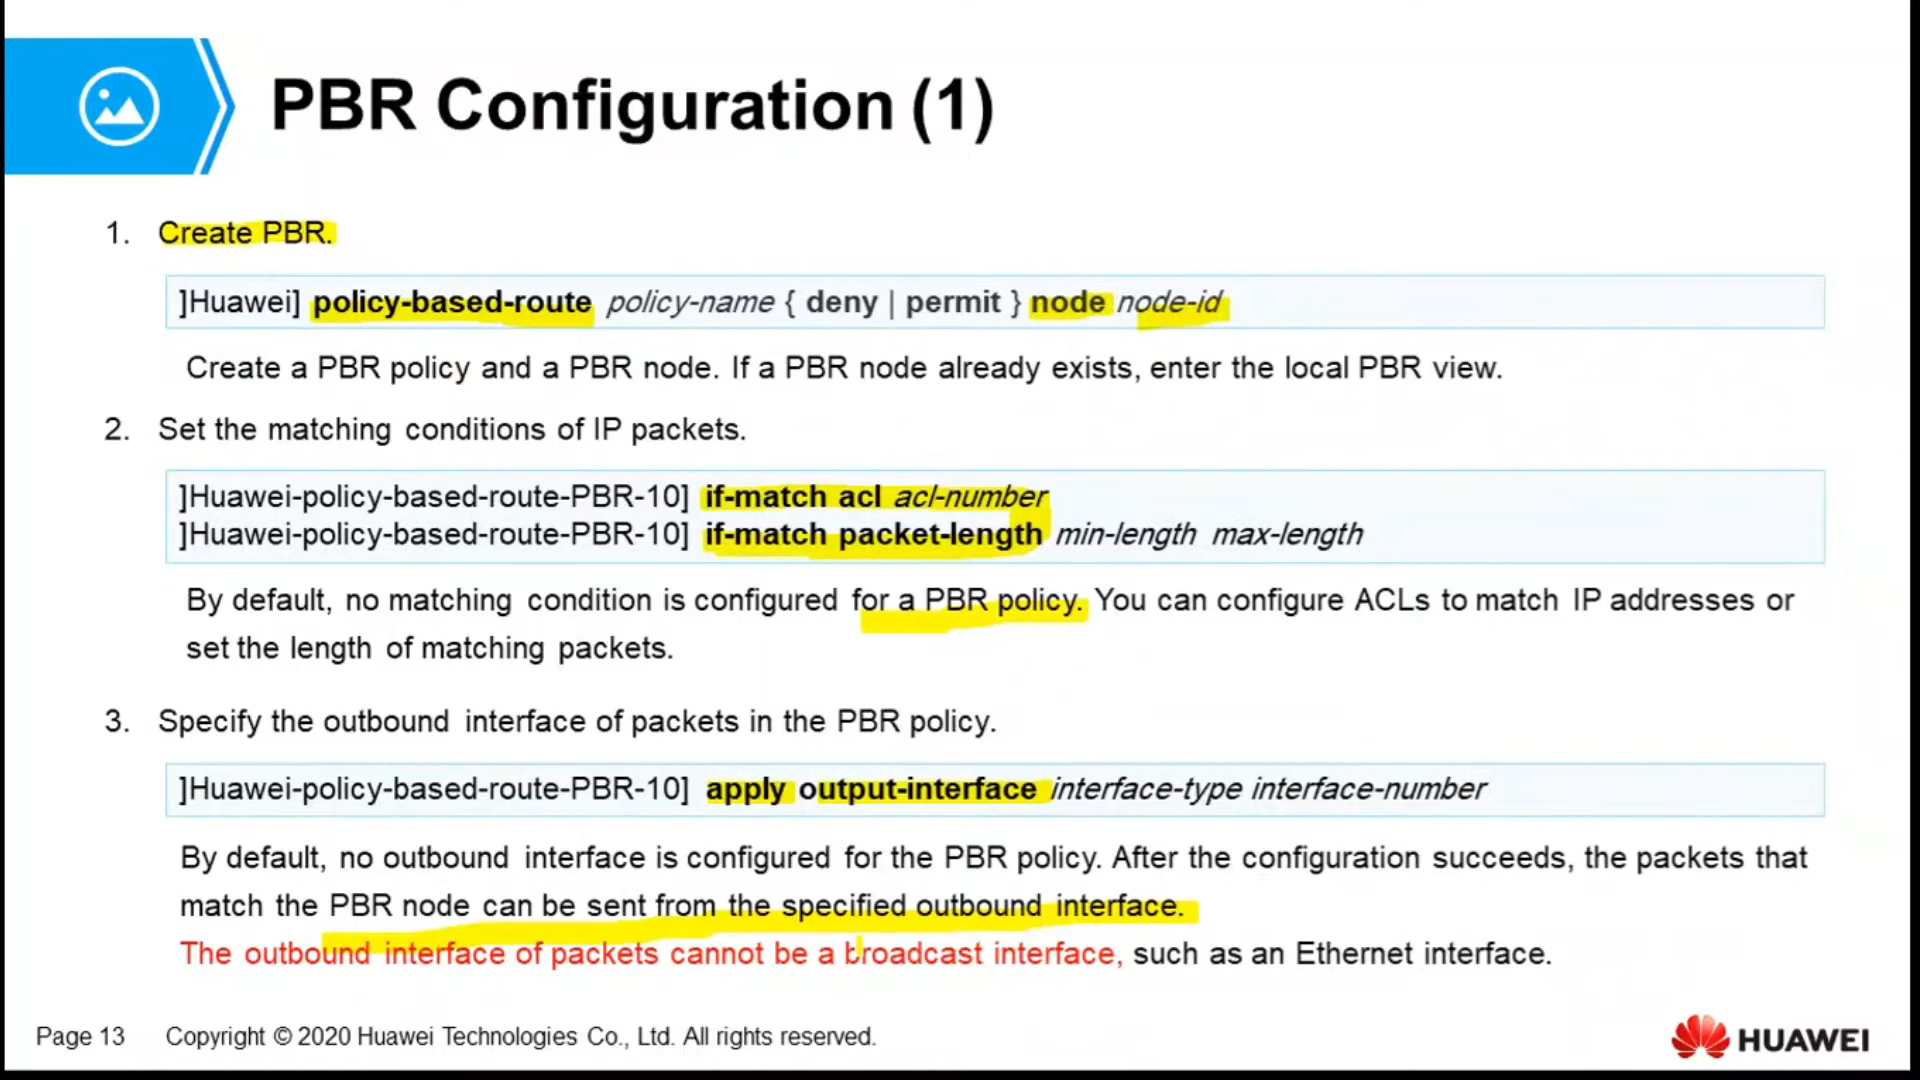 PBR Configuration (1)
1. Create PBR.
]Huawei] policy-based-route policy-name { deny | permit } node node-id
Create a PBR policy and a PBR node. If a PBR node already exists, enter the local PBR view.
2. Set the matching conditions of IP packets.
]Huawei-policy-based-route-PBR-10] if-match acl acl-number
]Huawei-policy-based-route-PBR-10] if-match packet-length min-length max-length
By default, no matching condition is configured for a PBR policy. You can configure ACLs to match IP addresses or
set the length of matching packets.
3. Specify the outbound interface of packets in the PBR policy.
]Huawei-policy-based-route-PBR-10] apply output-interface interface-type interface-number
By default, no outbound interface is configured for the PBR policy. After the configuration succeeds, the packets that
match the PBR node can be sent from the specified outbound interface.
The outbound interface of packets cannot be a broadcast interface, such as an Ethernet interface.
Page 13 Copyright © 2020 Huawei Technologies Co., Ltd. All rights reserved.
HUAWEI